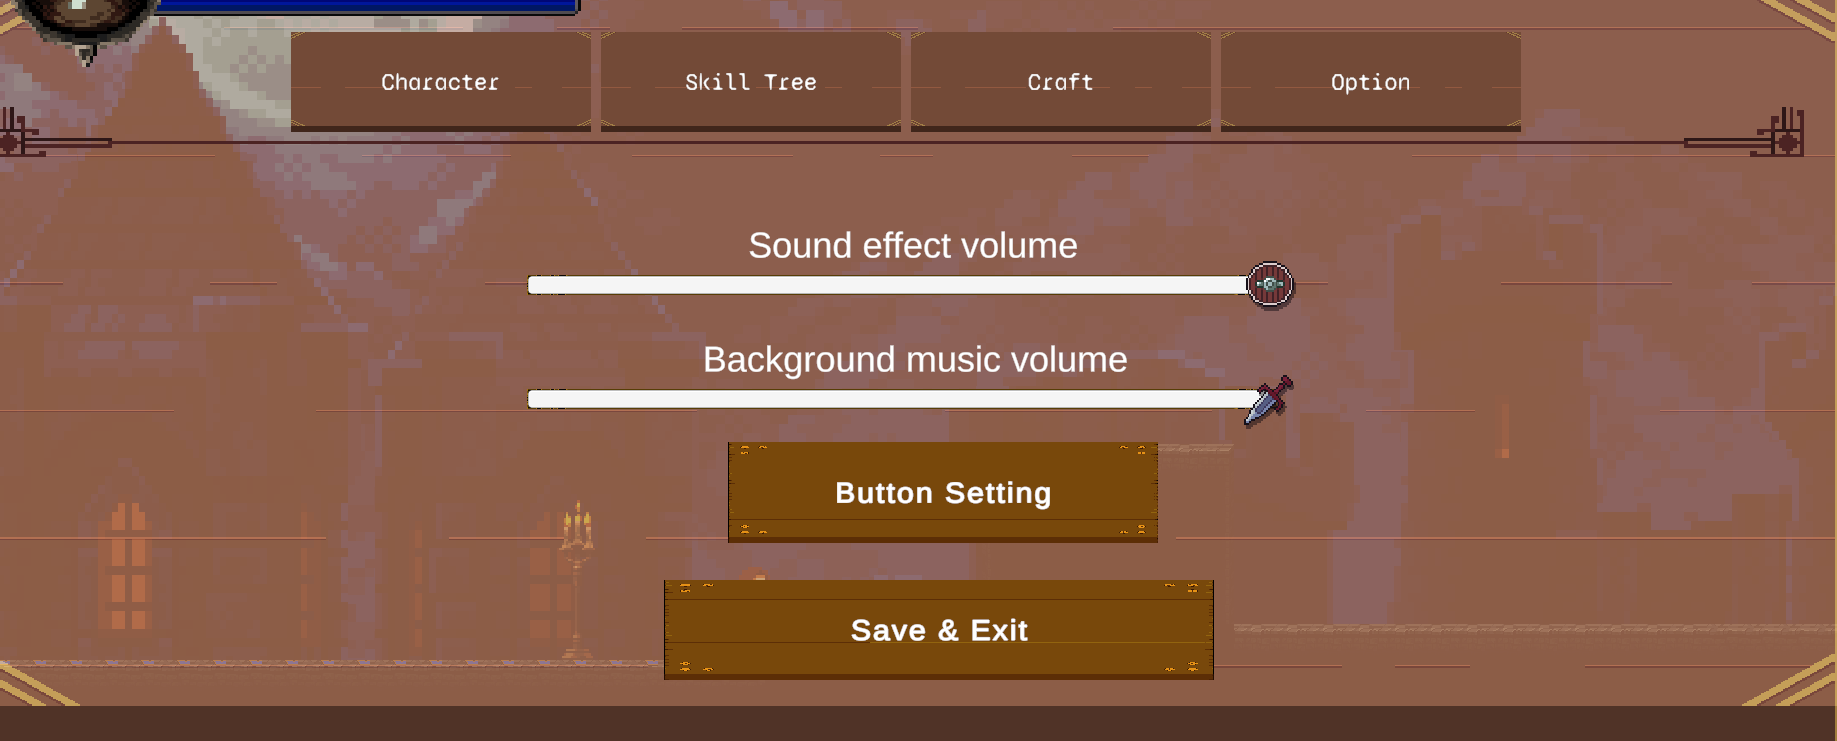 Character
Skill Tree
Craft
Option
Sound effect volume
Background music volume
Button Setting
Save & Exit